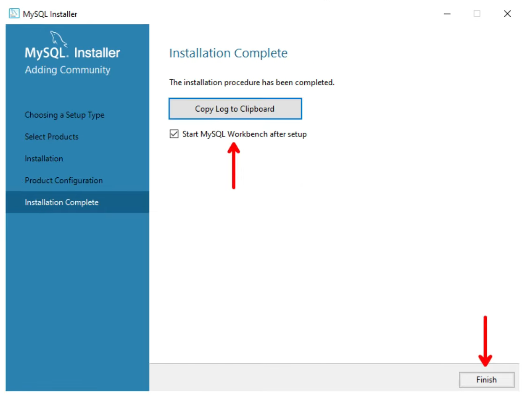 MySQL Installer
MySQL. Installer
Adding Community
Choosing a Setup Type
Select Products
Installation
Product Configuration
Installation Complete
Installation Complete
The installation procedure has been completed.
Copy Log to Clipboard
Start MySQL Workbench after setup
Finish